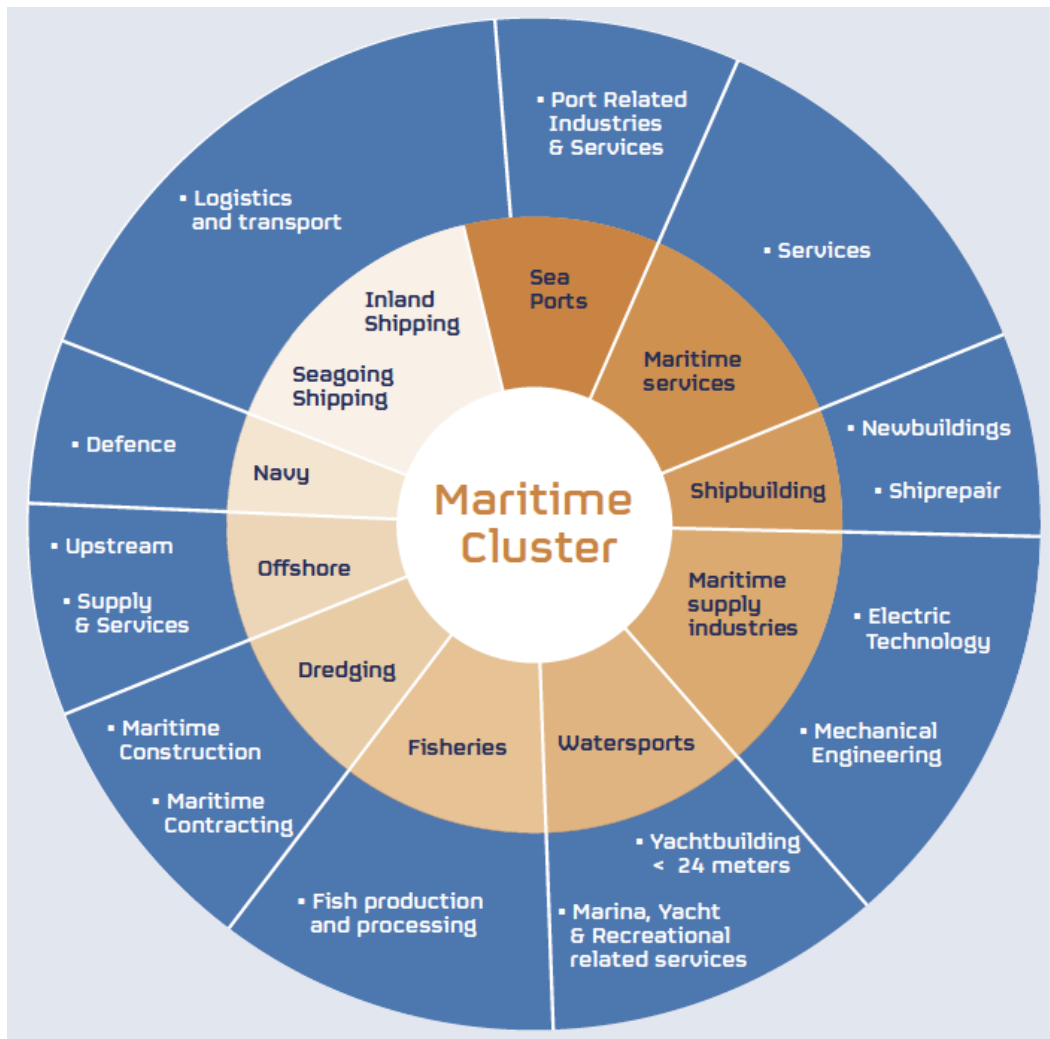 Maritime
Cluster
Sea
Ports
Maritime
services
Shipbuilding
Maritime
supply
industries
Watersports
Fisheries
Dredging
Offshore
Navy
Seagoing
Shipping
Inland
Shipping
▪ Port Related
Industries
& Services
▪ Services
▪ Newbuildings
▪ Shiprepair
▪ Electric
Technology
▪ Mechanical
Engineering
▪ Yachtbuilding
< 24 meters
▪ Marina, Yacht
& Recreational
related services
▪ Fish production
and processing
▪ Maritime
Construction
▪ Maritime
Contracting
▪ Upstream
▪ Supply
& Services
▪ Defence
▪ Logistics
and transport